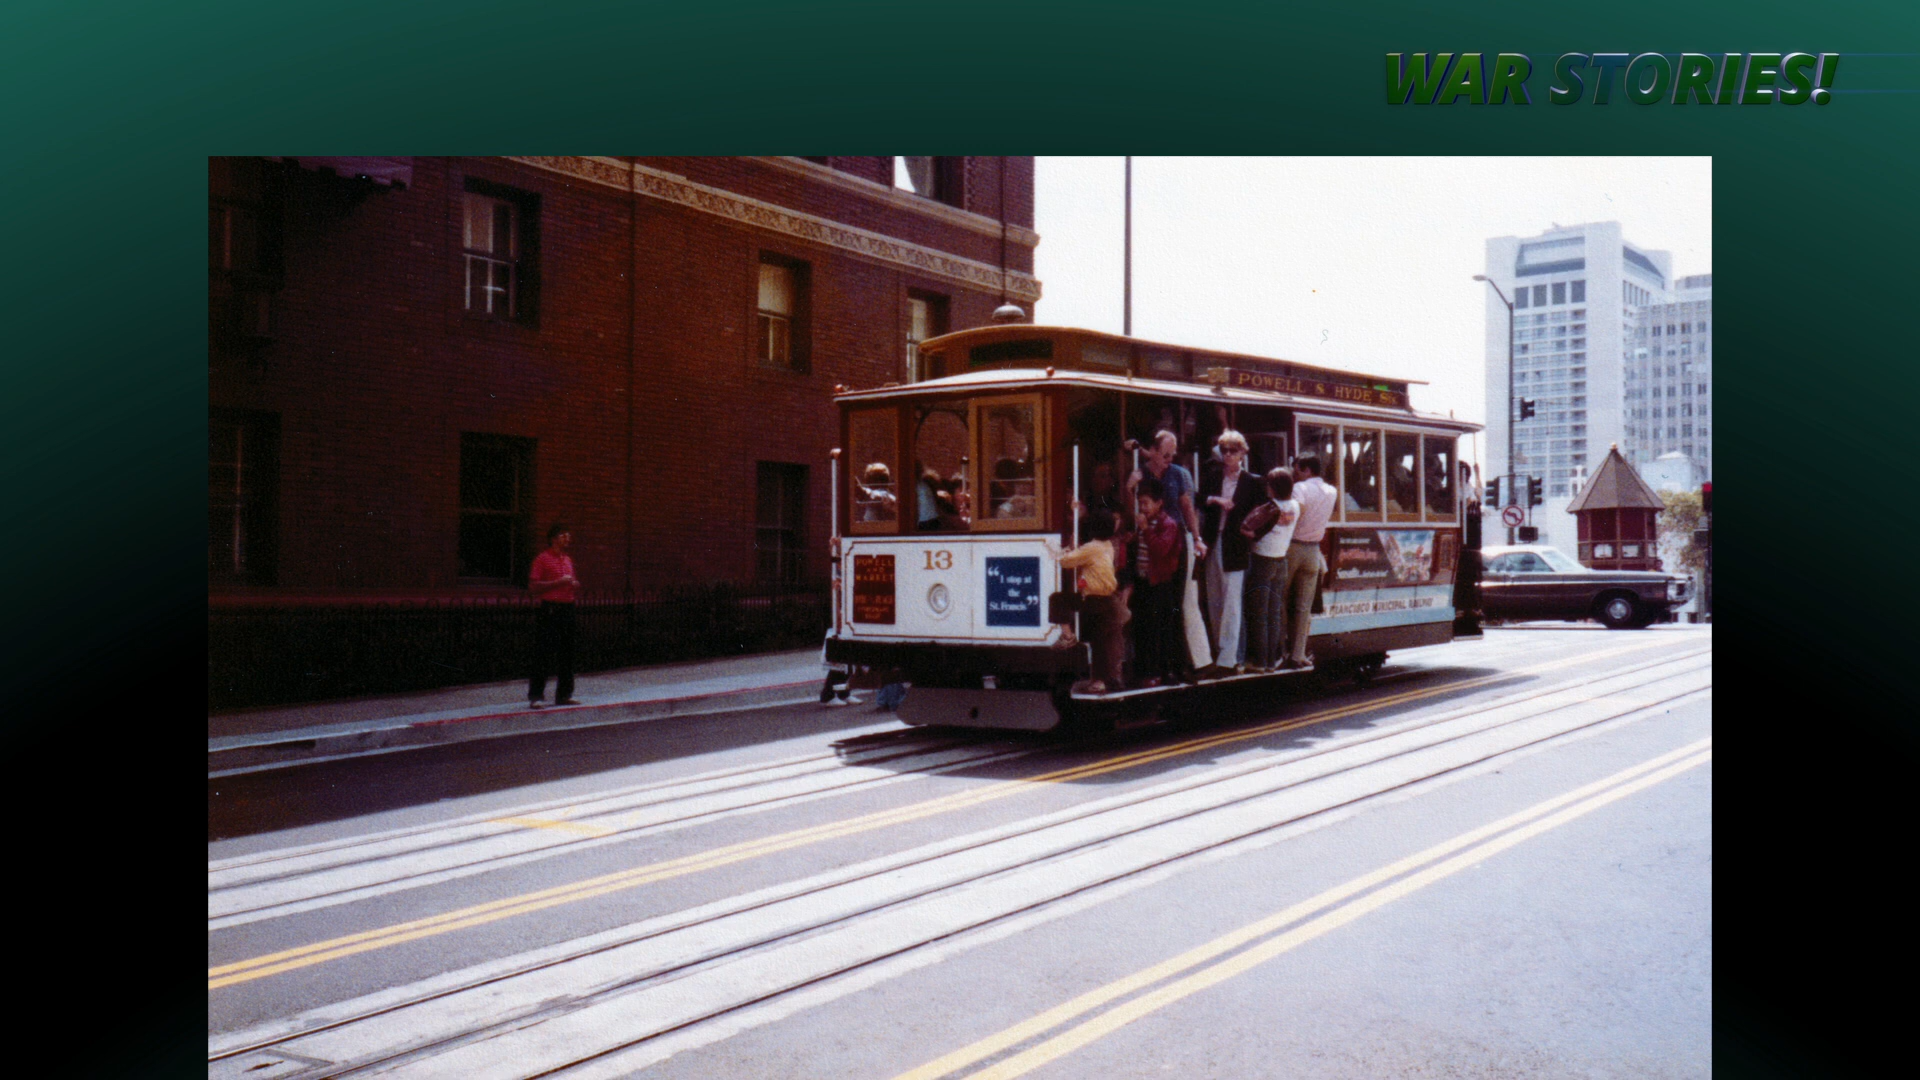 WAR STORIES!
POWELL & HYDE Sts.
13
POWELL
AND
MARKET
"I stop at
the
St. Francis"
FRANCISCO MUNICIPAL RAILWAY